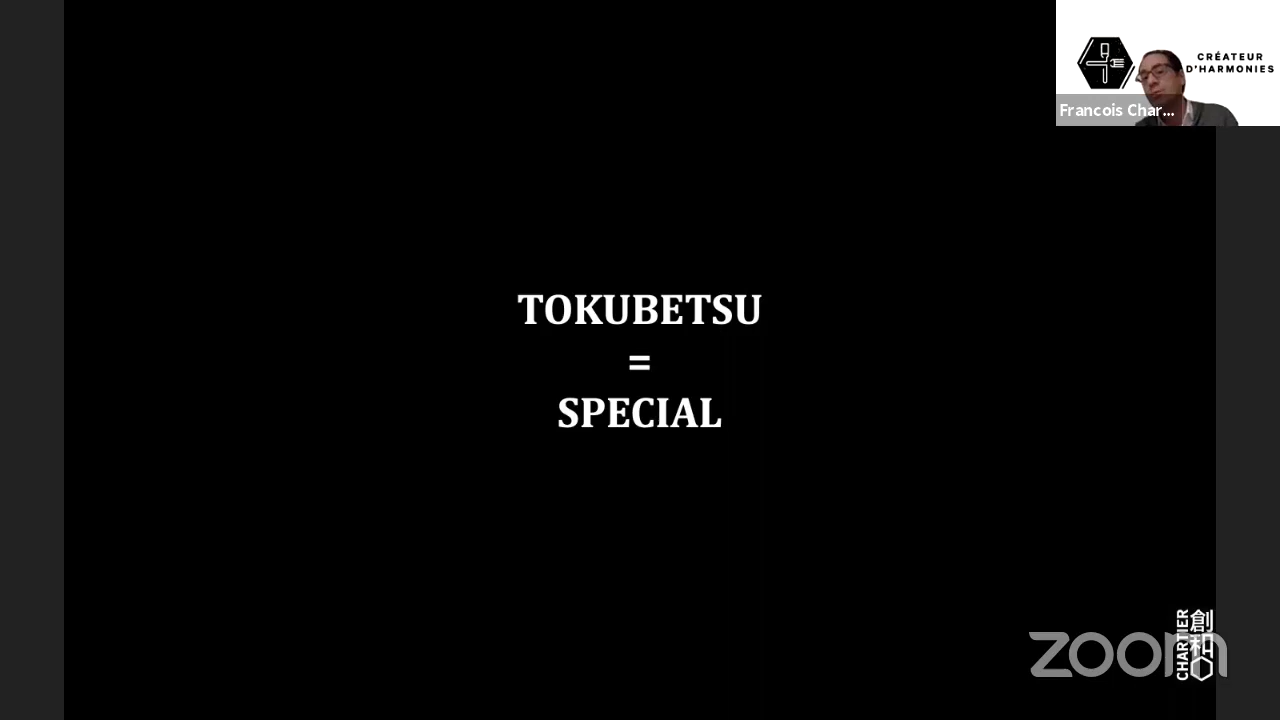 CRÉATEUR
D'HARMONIES
Francois Char...
TOKUBETSU
=
SPECIAL
CHARTIER
創和
zoom